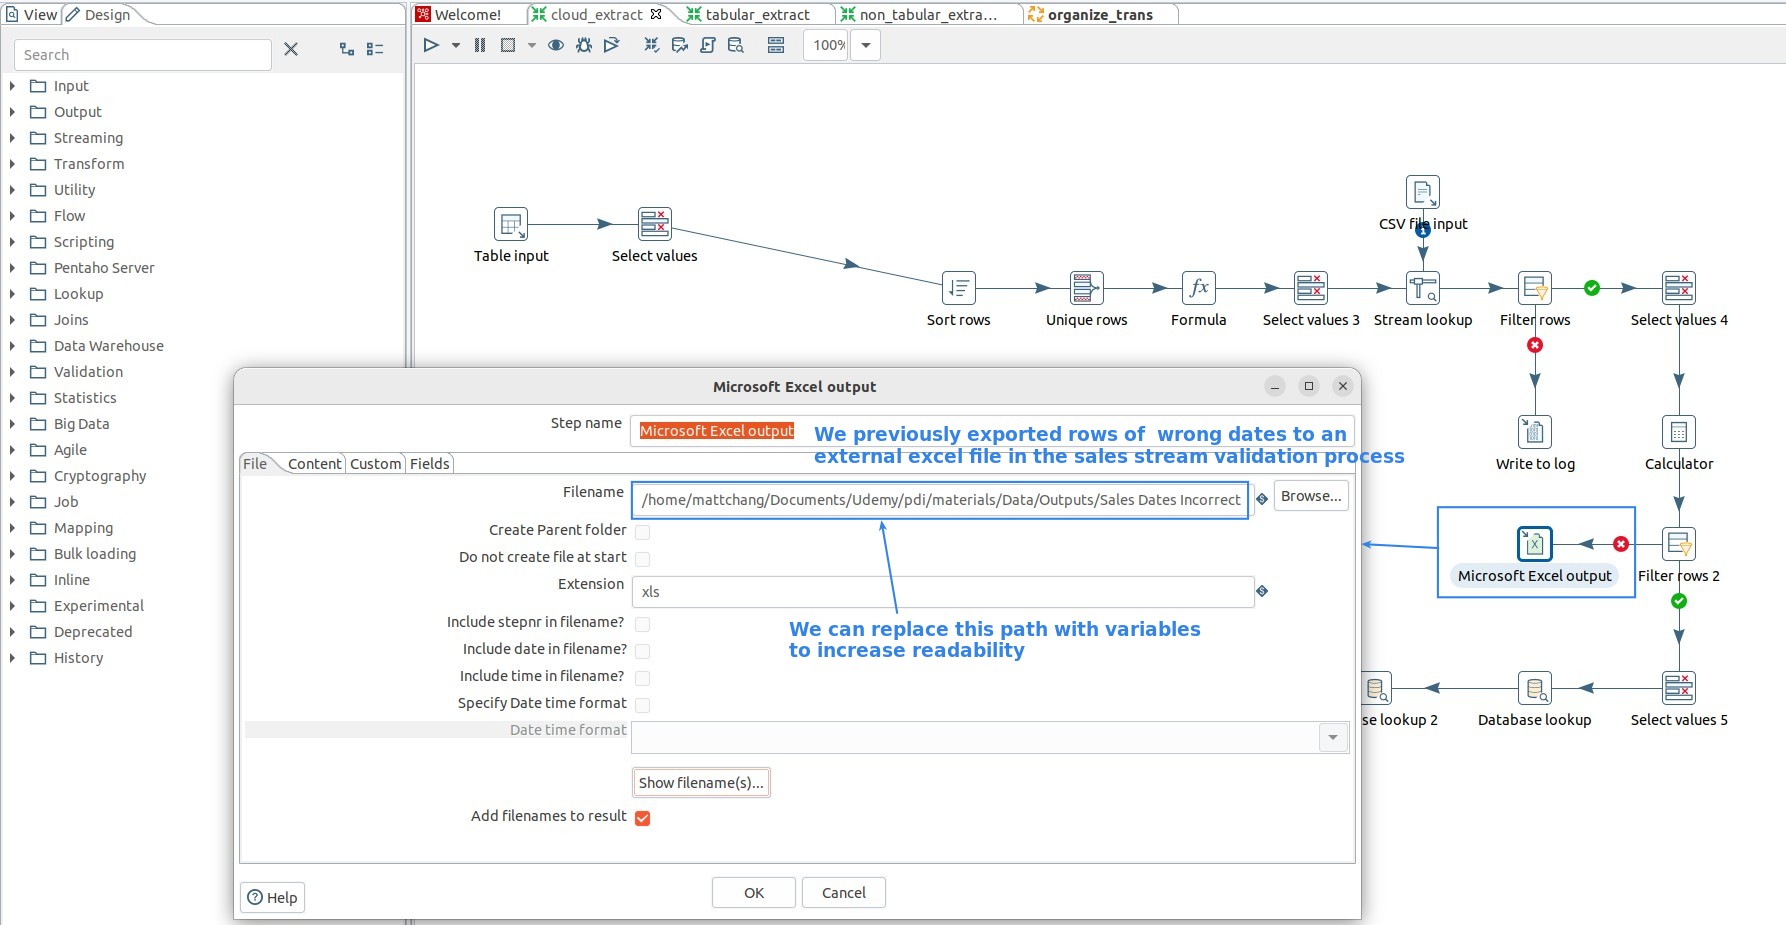 View
Design
Welcome!
cloud_extract
tabular_extract
non_tabular_extra...
organize_trans
Search
100%
Input
Output
Streaming
Transform
Utility
Flow
Scripting
Pentaho Server
Lookup
Joins
Data Warehouse
Validation
Statistics
Big Data
Agile
Cryptography
Job
Mapping
Bulk loading
Inline
Experimental
Deprecated
History
CSV file input
Table input
Select values
Sort rows
Unique rows
Formula
Select values 3
Stream lookup
Filter rows
Select values 4
Write to log
Calculator
Microsoft Excel output
Filter rows 2
se lookup 2
Database lookup
Select values 5
Microsoft Excel output
Step name
Microsoft Excel output
We previously exported rows of wrong dates to an
external excel file in the sales stream validation process
File
Content
Custom
Fields
Filename
/home/mattchang/Documents/Udemy/pdi/materials/Data/Outputs/Sales Dates Incorrect
Browse...
Create Parent folder
Do not create file at start
Extension
xls
Include stepnr in filename?
We can replace this path with variables
to increase readability
Include date in filename?
Include time in filename?
Specify Date time format
Date time format
Show filename(s)...
Add filenames to result
Help
OK
Cancel